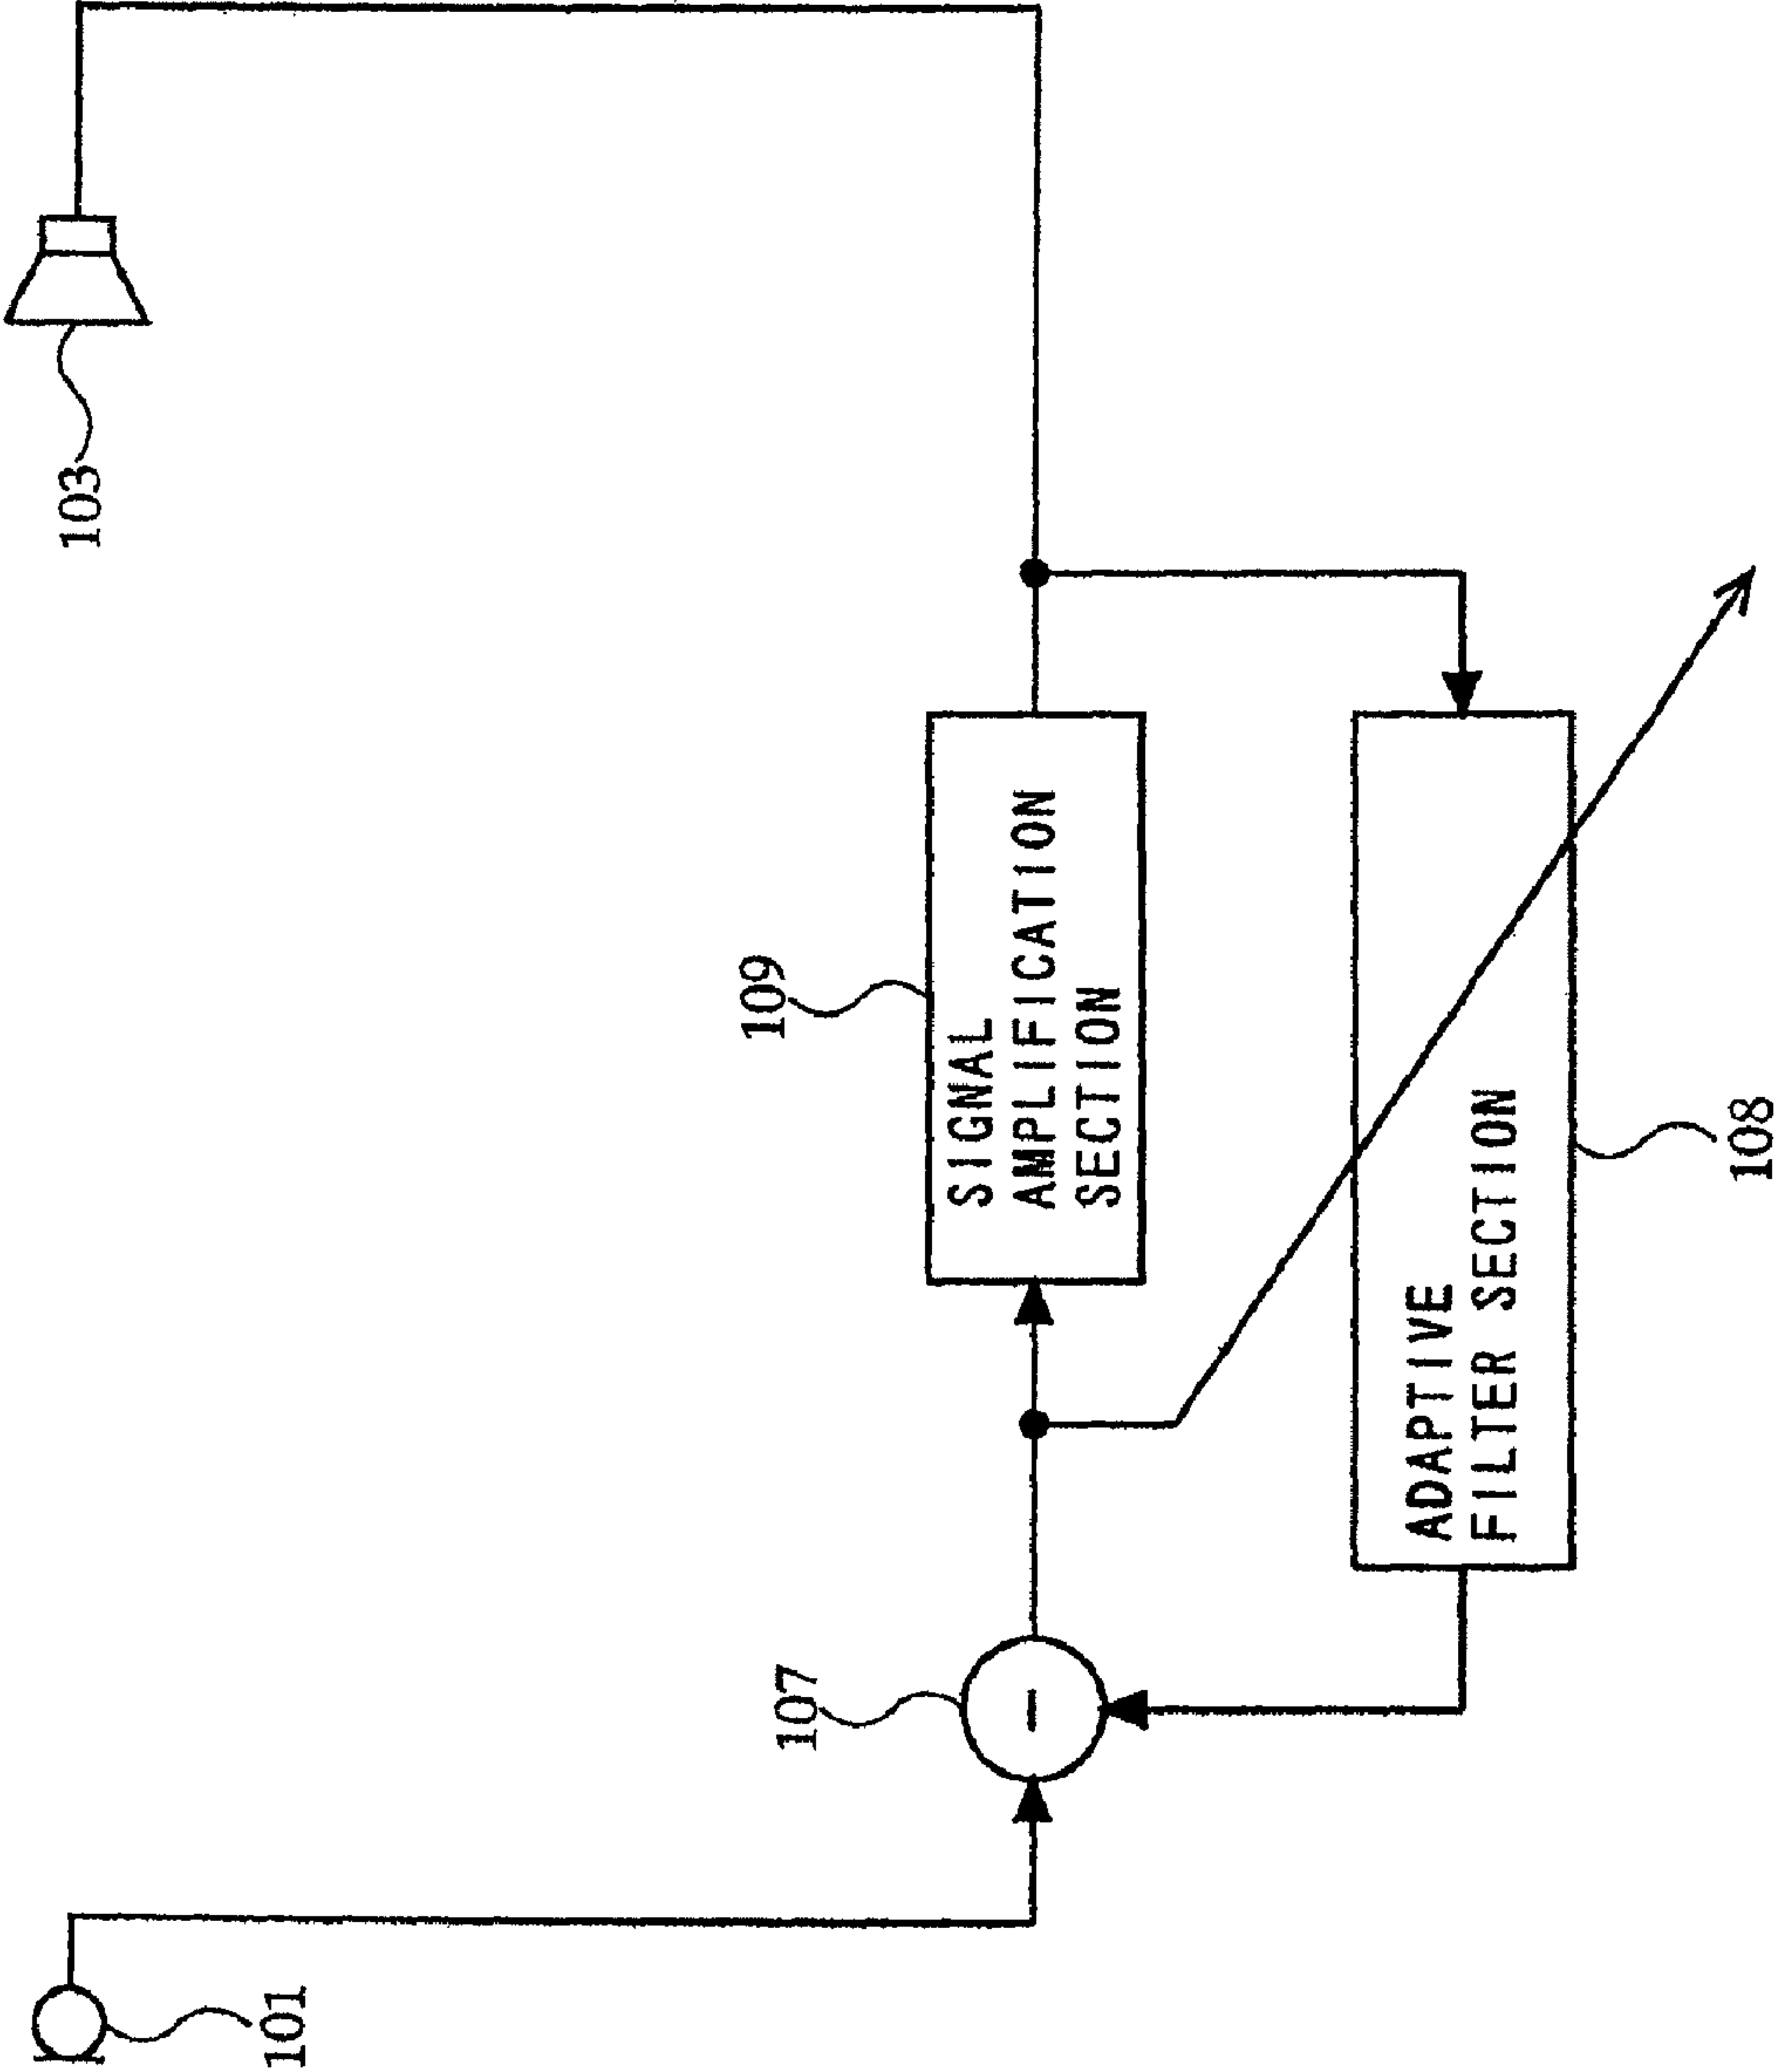 101
103
107
109
SIGNAL
AMPLIFICATION
SECTION
−
ADAPTIVE
FILTER SECTION
108